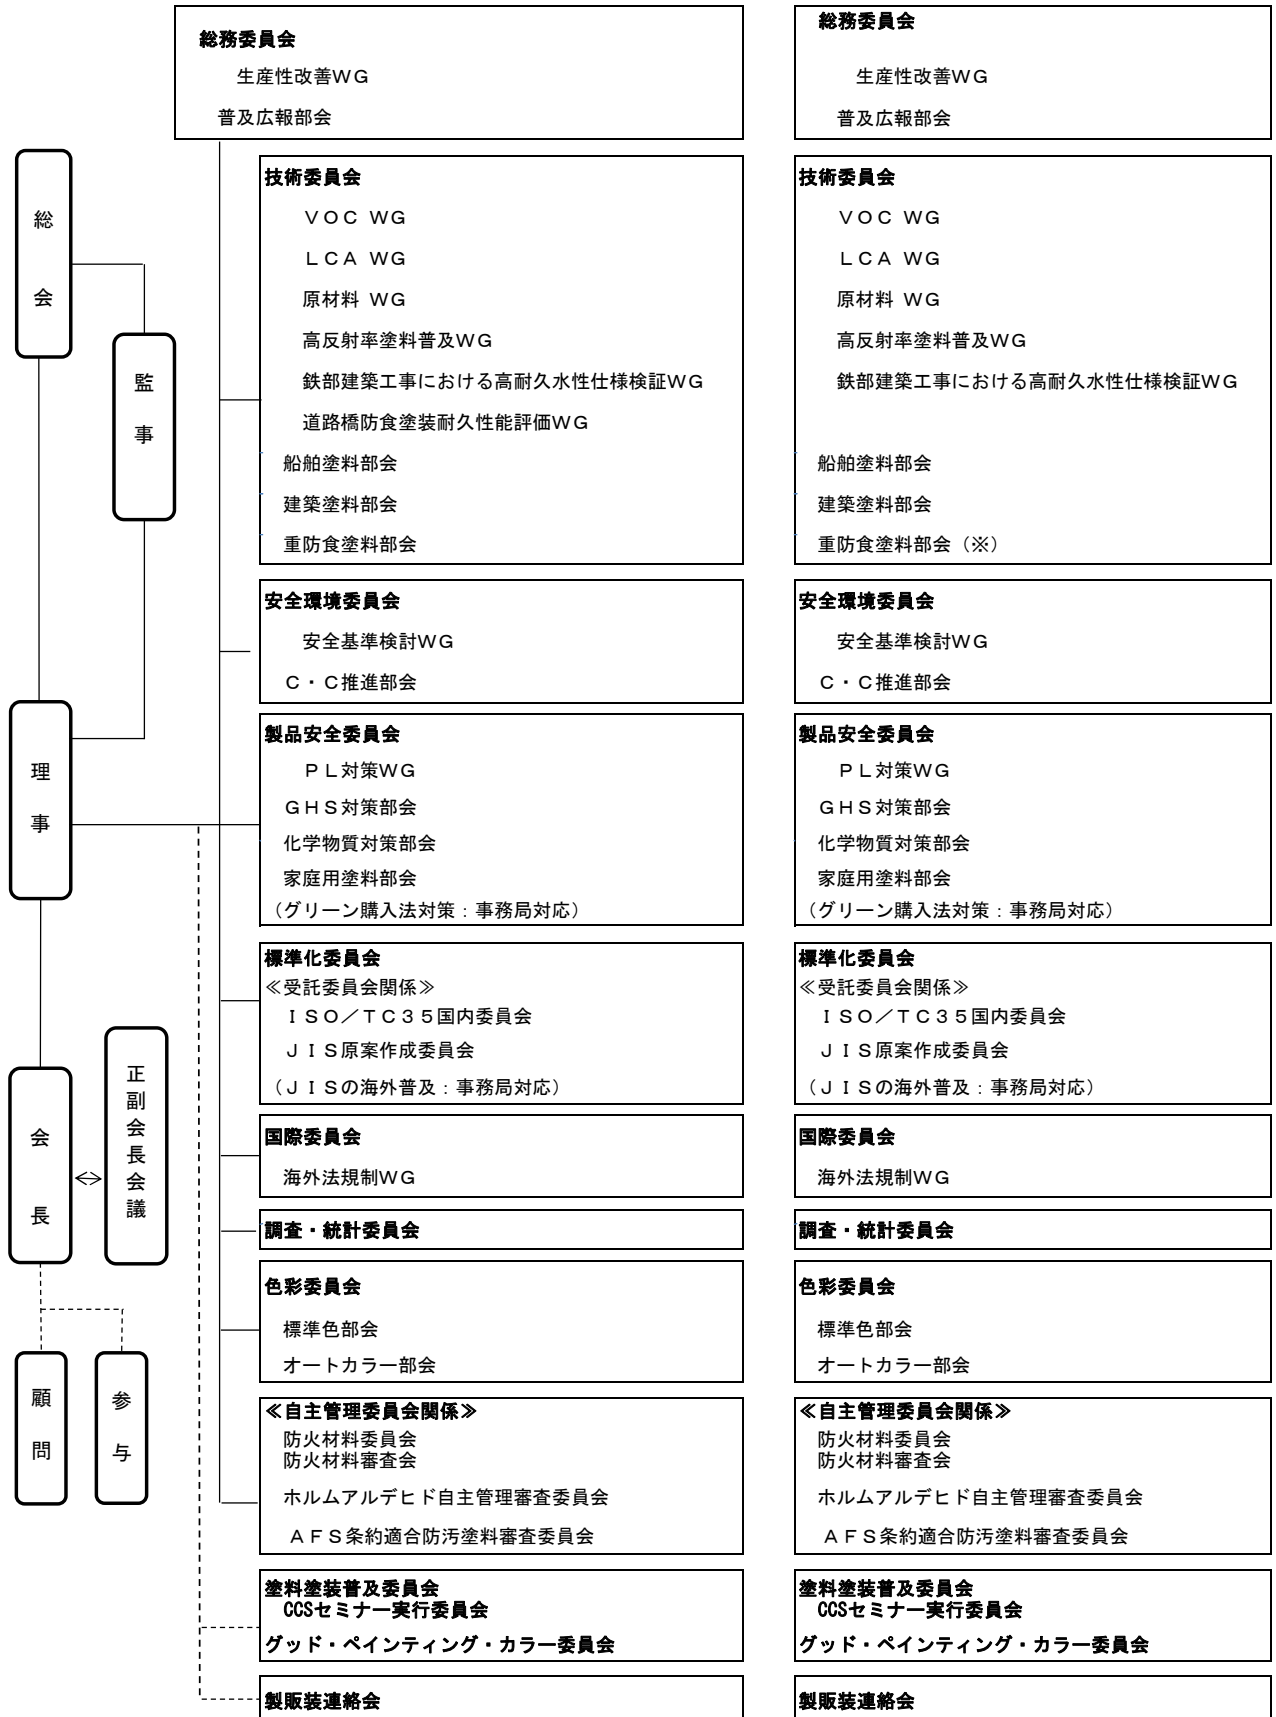 総会
監事
理事
会長
正副会長会議
顧問
参与
総務委員会
生産性改善WG
普及広報部会
技術委員会
VOC WG
LCA WG
原材料 WG
高反射率塗料普及WG
鉄部建築工事における高耐久水性仕様検証WG
道路橋防食塗装耐久性能評価WG
船舶塗料部会
建築塗料部会
重防食塗料部会
安全環境委員会
安全基準検討WG
C・C推進部会
製品安全委員会
PL対策WG
GHS対策部会
化学物質対策部会
家庭用塗料部会
（グリーン購入法対策：事務局対応）
標準化委員会
≪受託委員会関係≫
ISO／TC35国内委員会
JIS原案作成委員会
（JISの海外普及：事務局対応）
国際委員会
海外法規制WG
調査・統計委員会
色彩委員会
標準色部会
オートカラー部会
≪自主管理委員会関係≫
防火材料委員会
防火材料審査会
ホルムアルデヒド自主管理審査委員会
AFS条約適合防汚塗料審査委員会
塗料塗装普及委員会
CCSセミナー実行委員会
グッド・ペインティング・カラー委員会
製販装連絡会
総務委員会
生産性改善WG
普及広報部会
技術委員会
VOC WG
LCA WG
原材料 WG
高反射率塗料普及WG
鉄部建築工事における高耐久水性仕様検証WG
船舶塗料部会
建築塗料部会
重防食塗料部会（※）
安全環境委員会
安全基準検討WG
C・C推進部会
製品安全委員会
PL対策WG
GHS対策部会
化学物質対策部会
家庭用塗料部会
（グリーン購入法対策：事務局対応）
標準化委員会
≪受託委員会関係≫
ISO／TC35国内委員会
JIS原案作成委員会
（JISの海外普及：事務局対応）
国際委員会
海外法規制WG
調査・統計委員会
色彩委員会
標準色部会
オートカラー部会
≪自主管理委員会関係≫
防火材料委員会
防火材料審査会
ホルムアルデヒド自主管理審査委員会
AFS条約適合防汚塗料審査委員会
塗料塗装普及委員会
CCSセミナー実行委員会
グッド・ペインティング・カラー委員会
製販装連絡会